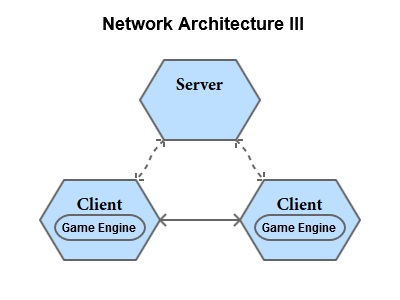 Network Architecture III
Server
Client
Game Engine
Client
Game Engine